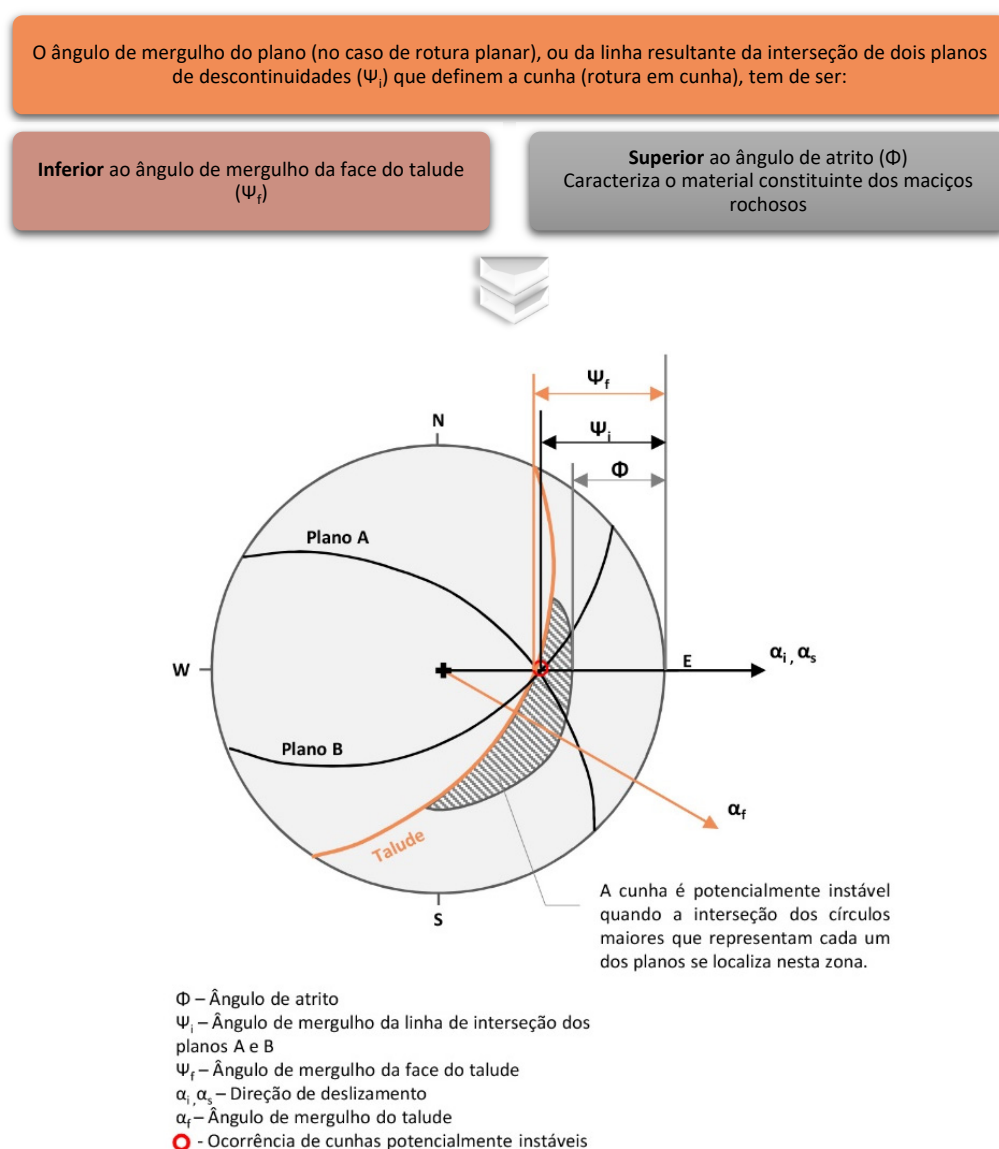 O ângulo de mergulho do plano (no caso de rotura planar), ou da linha resultante da interseção de dois planos
de descontinuidades (Ψi) que definem a cunha (rotura em cunha), tem de ser:
Inferior ao ângulo de mergulho da face do talude
(Ψf)
Superior ao ângulo de atrito (Φ)
Caracteriza o material constituinte dos maciços
rochosos
Ψf
Ψi
Φ
N
Plano A
W
E
αi , αs
Plano B
αf
Talude
S
A cunha é potencialmente instável
quando a interseção dos círculos
maiores que representam cada um
dos planos se localiza nesta zona.
Φ – Ângulo de atrito
Ψi – Ângulo de mergulho da linha de interseção dos
planos A e B
Ψf – Ângulo de mergulho da face do talude
αi ,αs – Direção de deslizamento
αf – Ângulo de mergulho do talude
- Ocorrência de cunhas potencialmente instáveis